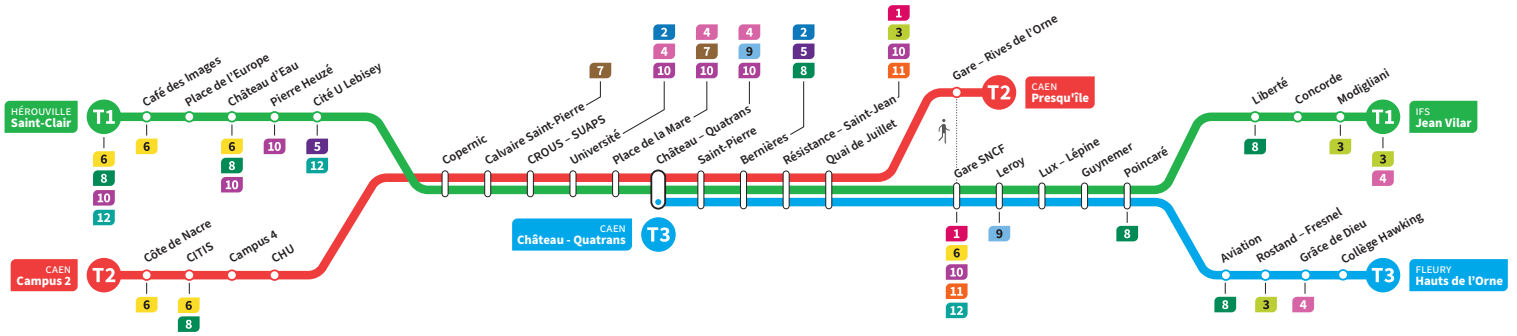 HÉROUVILLE
Saint-Clair
T1
6
8
10
12
Café des Images
6
Place de l'Europe
Château d'Eau
6
8
10
Pierre Heuzé
10
Cité U Lebisey
5
12
CAEN
Campus 2
T2
Côte de Nacre
6
CITIS
6
8
Campus 4
CHU
Copernic
Calvaire Saint-Pierre
7
CROUS – SUAPS
Université
2
4
10
Place de la Mare
4
7
10
Château – Quatrans
4
9
10
CAEN
Château - Quatrans
T3
Saint-Pierre
Bernières
2
5
8
Résistance – Saint-Jean
1
3
10
11
Quai de Juillet
Gare – Rives de l'Orne
T2
CAEN
Presqu'île
Gare SNCF
1
6
10
11
12
Leroy
9
Lux – Lépine
Guynemer
Poincaré
8
Liberté
8
Concorde
Modigliani
3
T1
3
4
IFS
Jean Vilar
Aviation
8
Rostand – Fresnel
3
Grâce de Dieu
4
Collège Hawking
T3
FLEURY
Hauts de l'Orne